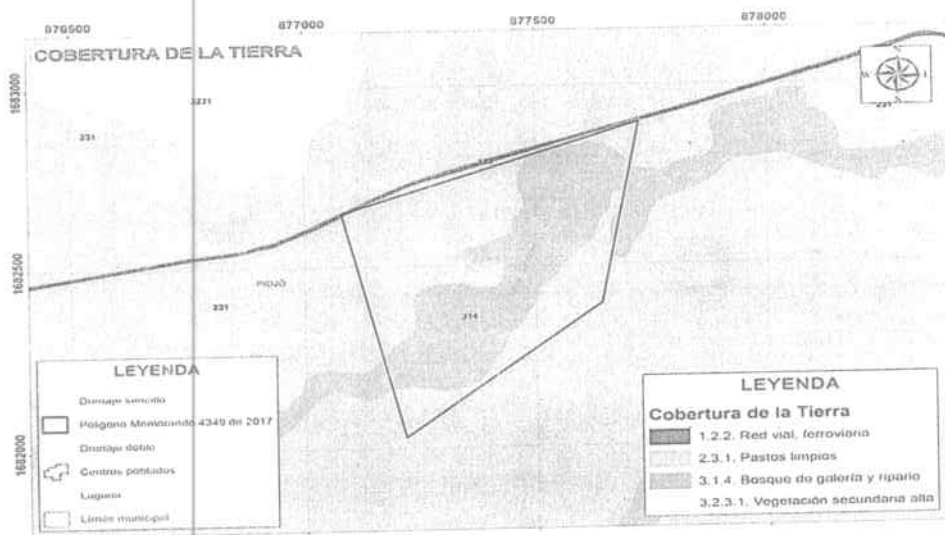 876500 877000 877500 878000
COBERTURA DE LA TIERRA
1683000
1682500
1682000
W
231
3231
231
PIOJÓ
231
314
LEYENDA
Drenaje sencillo
Polígono Memorando 4349 de 2017
Drenaje doble
Centros poblados
Laguna
Límite municipal
LEYENDA
Cobertura de la Tierra
1.2.2. Red vial, ferroviaria
2.3.1. Pastos limpios
3.1.4. Bosque de galería y ripario
3.2.3.1. Vegetación secundaria alta